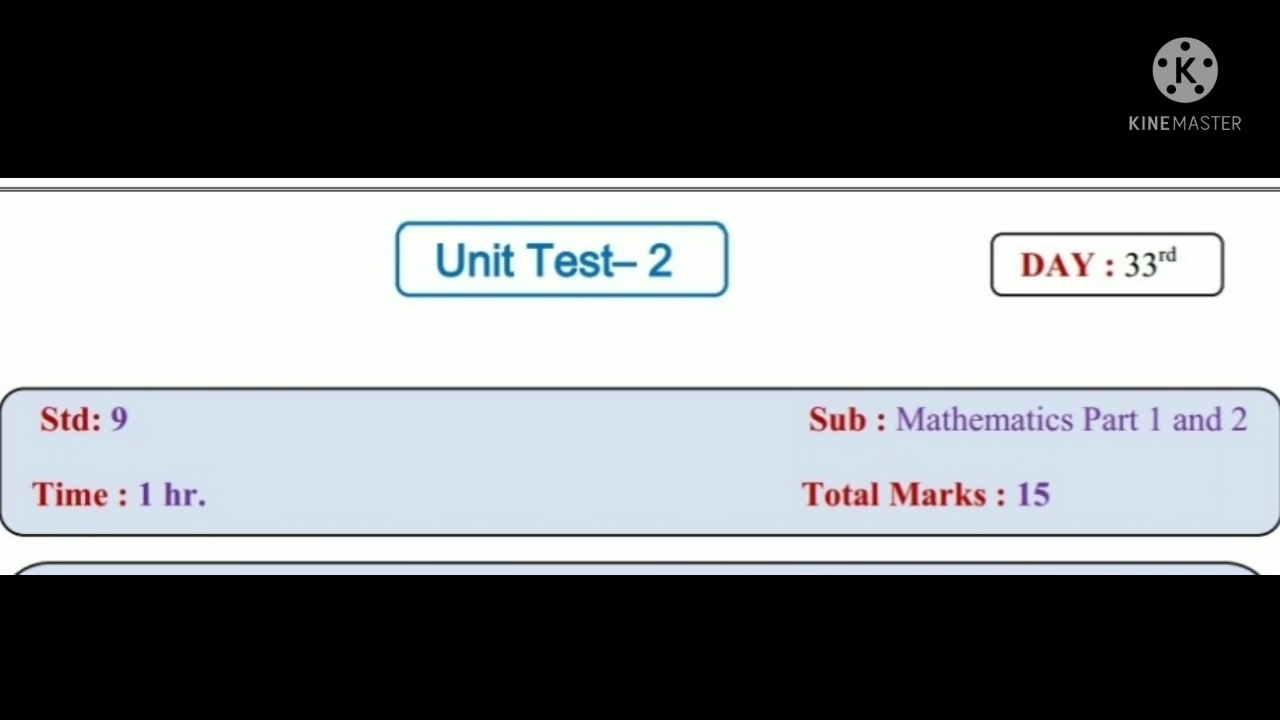 K
KINEMASTER
Unit Test– 2
DAY : 33rd
Std: 9
Sub : Mathematics Part 1 and 2
Time : 1 hr.
Total Marks : 15